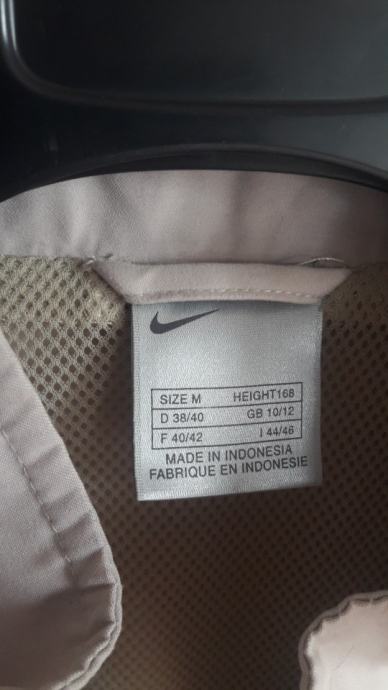 SIZE M HEIGHT168
D 38/40 GB 10/12
F 40/42 I 44/46
MADE IN INDONESIA
FABRIQUE EN INDONESIE